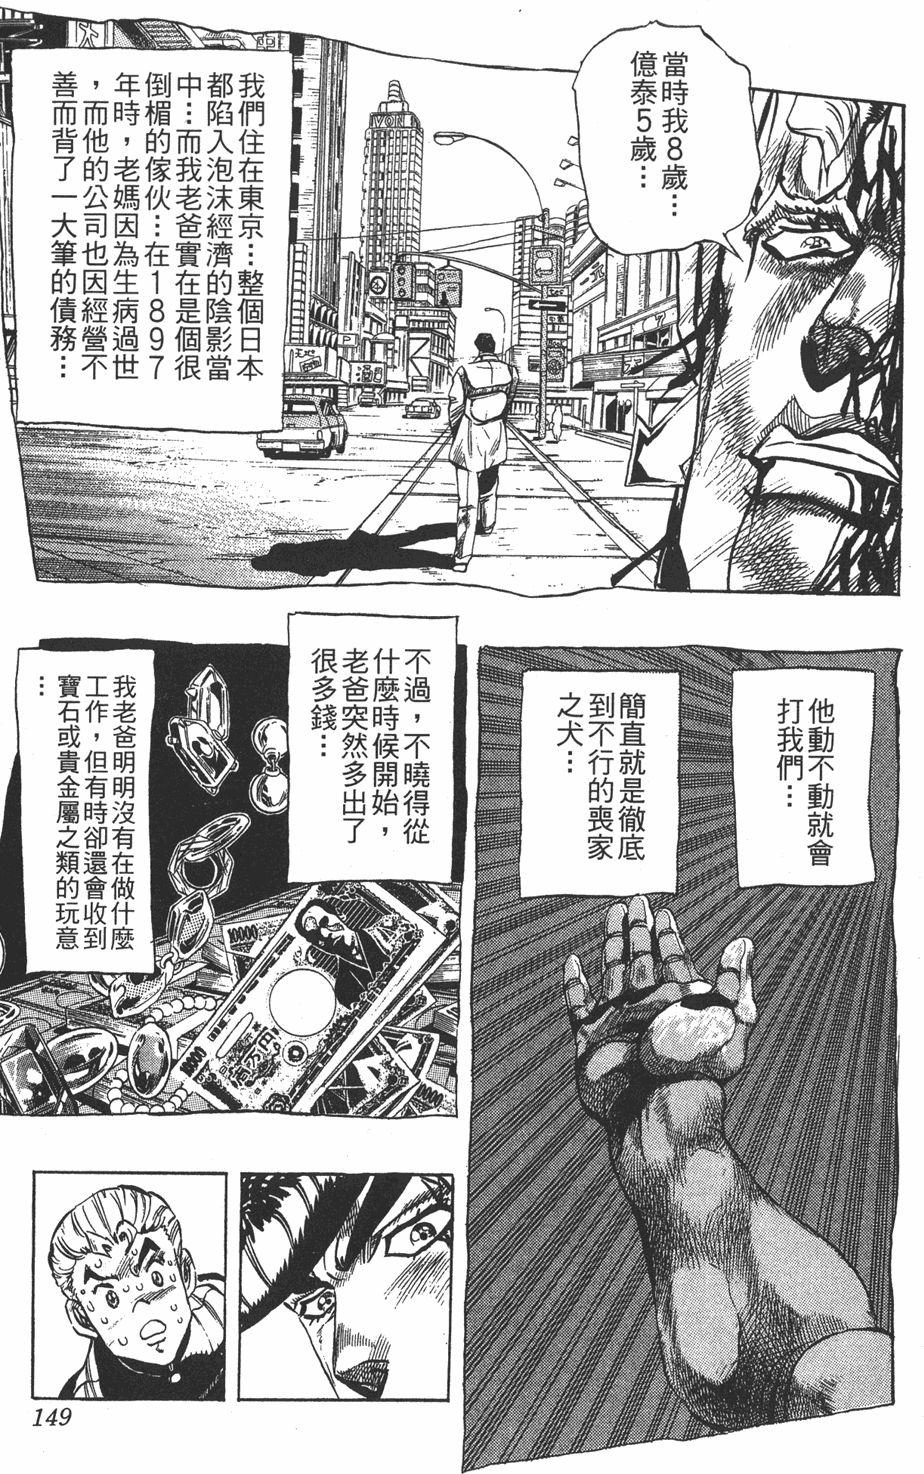 當時我8歲…
億泰5歲…
我們住在東京…整個日本
都陷入泡沫經濟的陰影當
中…而我老爸實在是個很
倒楣的傢伙…在1897
年時，老媽因為生病過世
，而他的公司也因經營不
善而背了一大筆的債務…
IVON
他動不動就會
打我們…
簡直就是徹底
到不行的喪家
之犬…
不過，不曉得從
什麼時候開始，
老爸突然多出了
很多錢…
我老爸明明沒有在做什麼
工作，但有時卻還會收到
寶石或貴金屬之類的玩意
…
10000
10000
10000
149